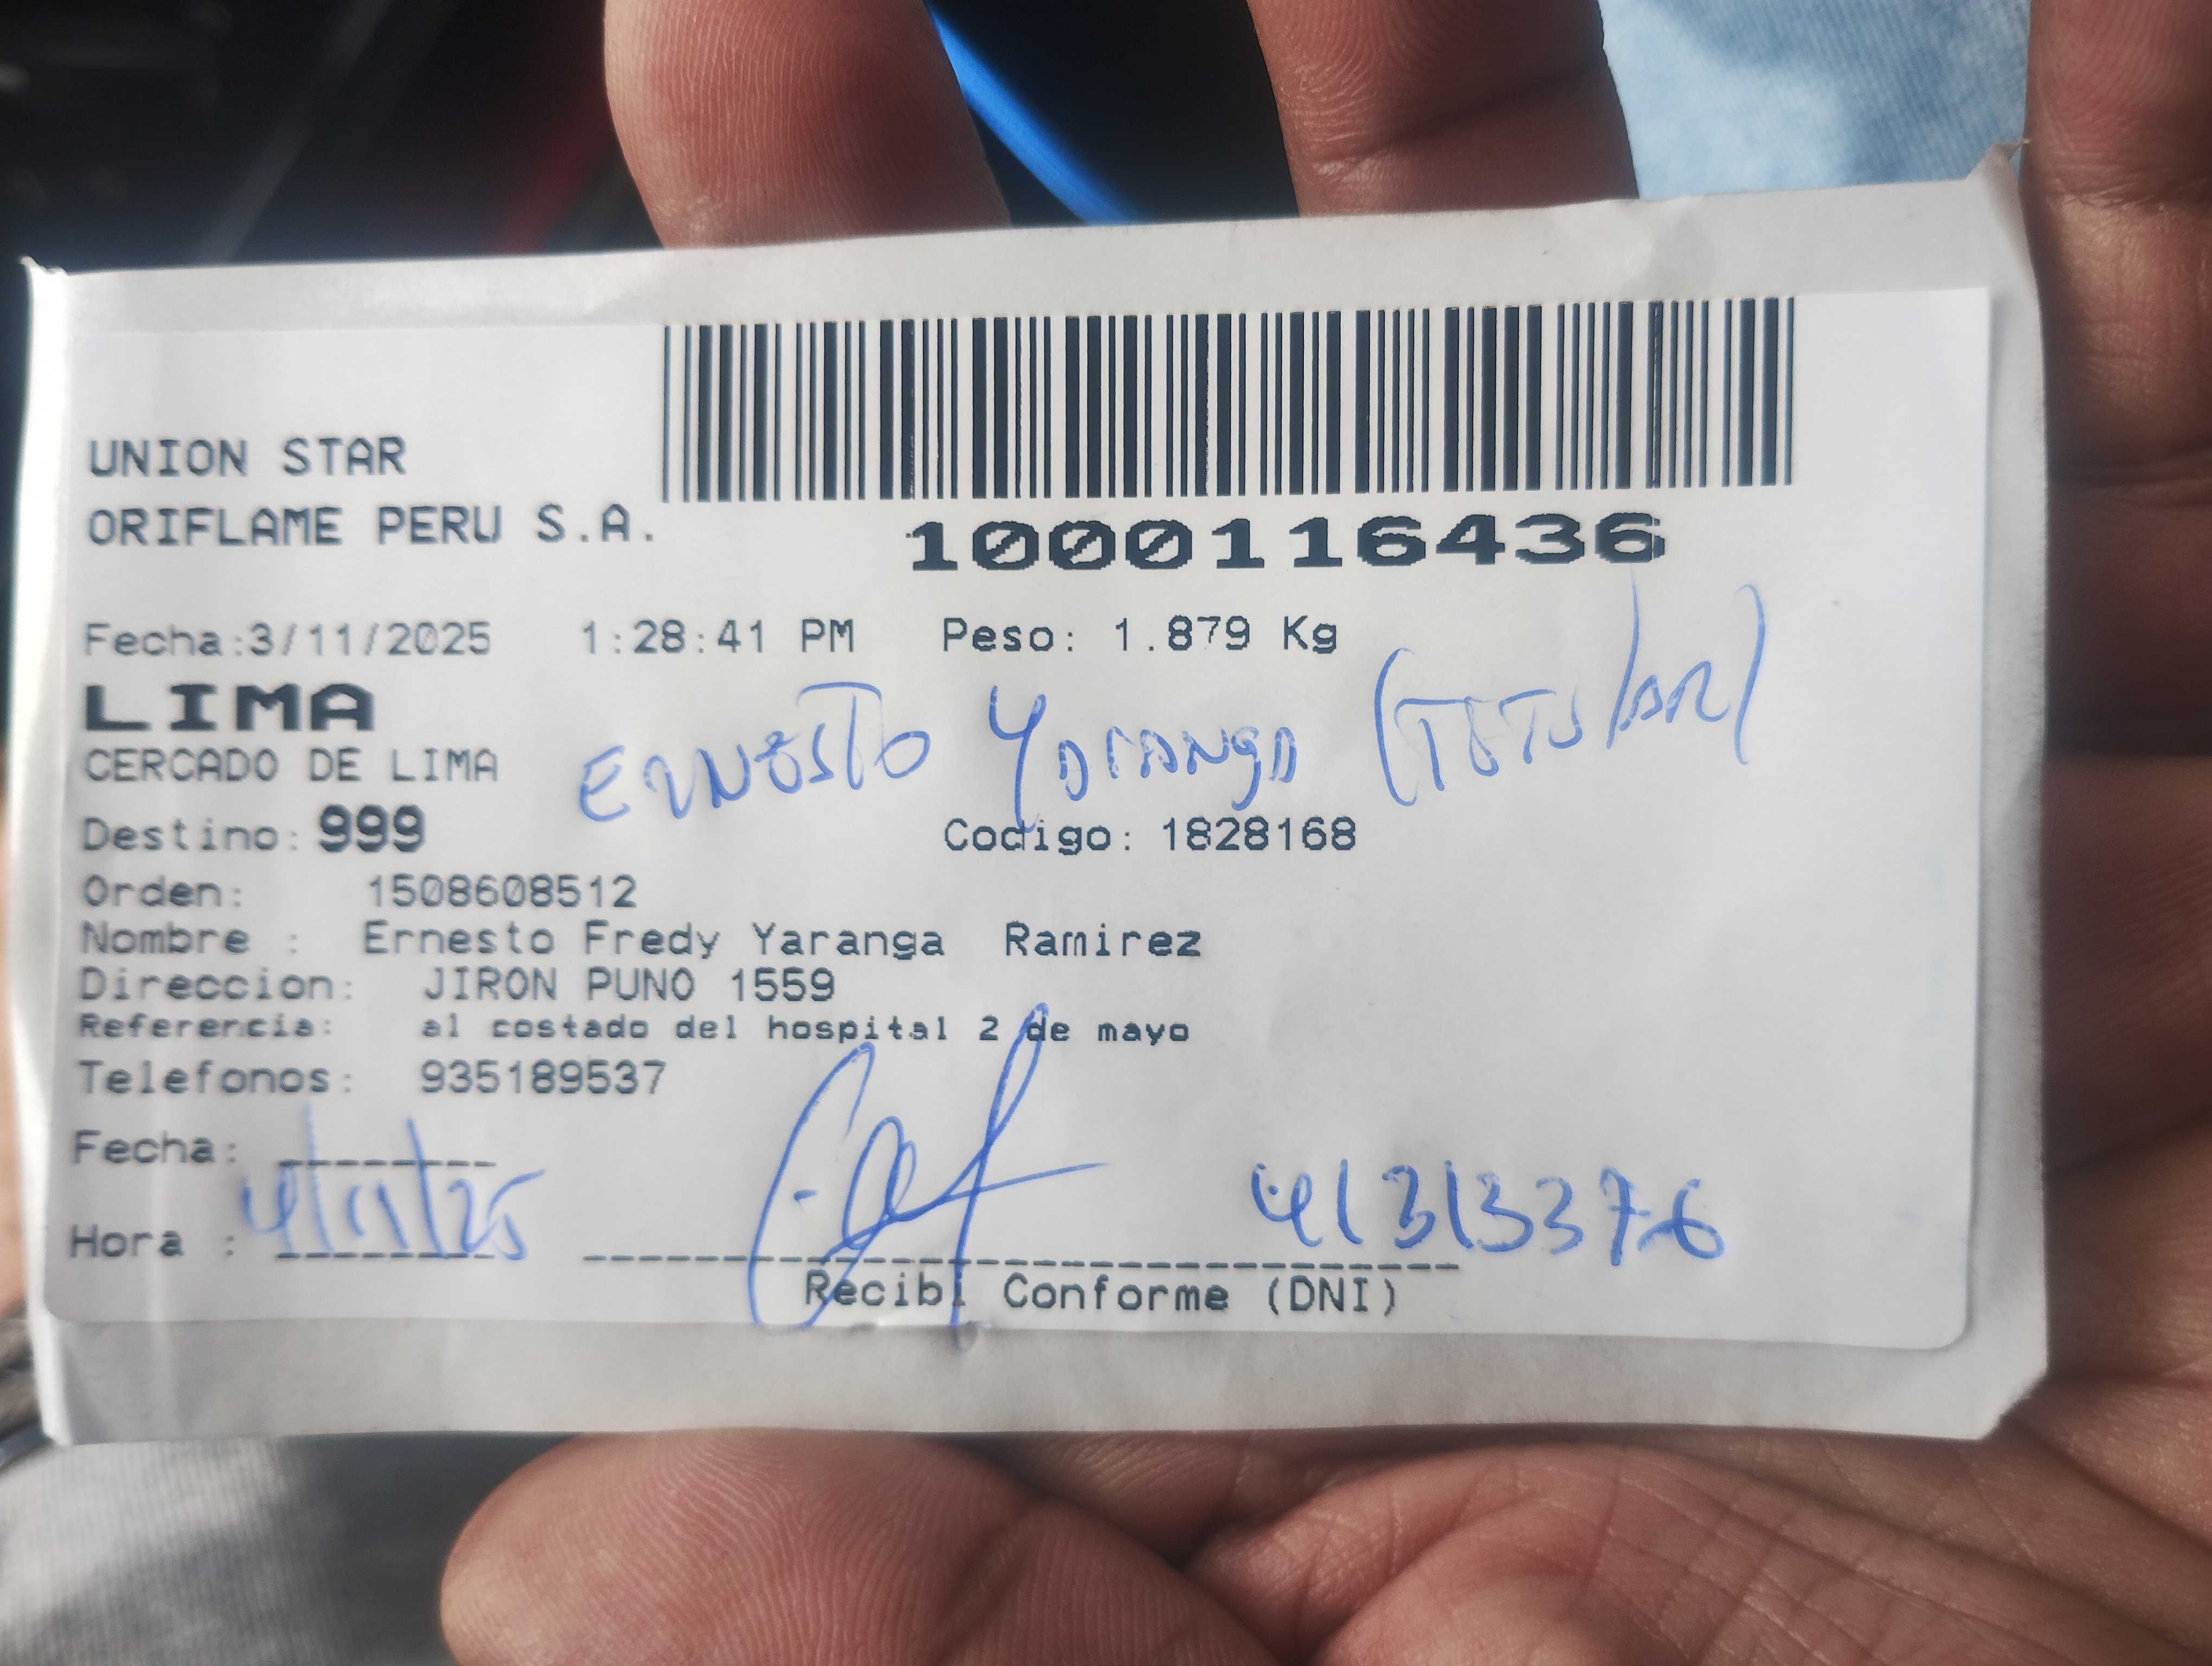 UNION STAR
ORIFLAME PERU S.A.
1000116436
Fecha:3/11/2025 1:28:41 PM Peso: 1.879 Kg
LIMA
CERCADO DE LIMA
ERNESTO Yaranga (TITULAR)
Destino: 999 Codigo: 1828168
Orden: 1508608512
Nombre : Ernesto Fredy Yaranga Ramirez
Direccion: JIRON PUNO 1559
Referencia: al costado del hospital 2 de mayo
Telefonos: 935189537
Fecha:
4/11/25
41313376
Hora :
Recibi Conforme (DNI)